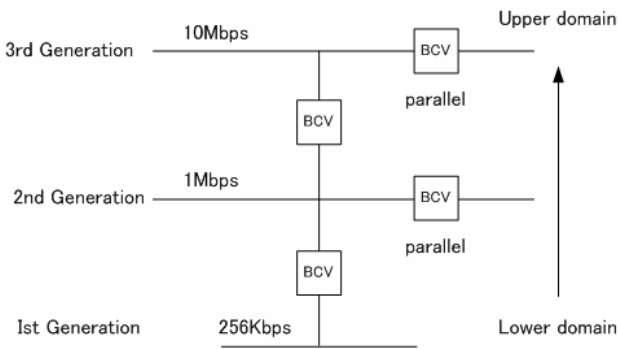 Upper domain
10Mbps
3rd Generation
BCV
parallel
BCV
1Mbps
2nd Generation
BCV
parallel
BCV
Ist Generation
256Kbps
Lower domain